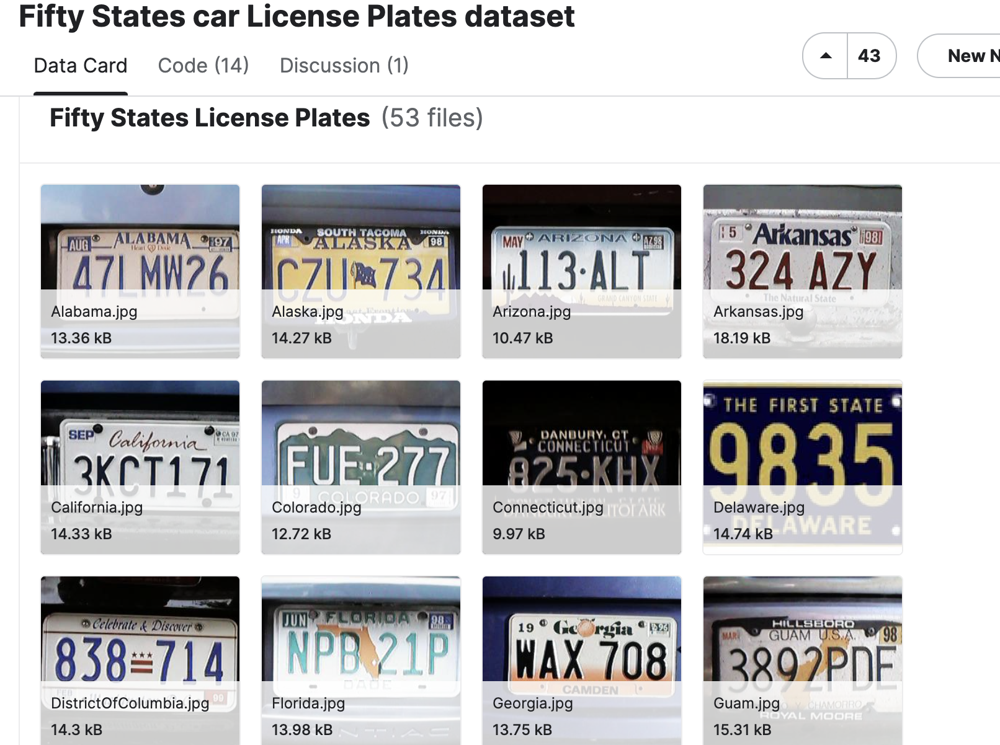 Fifty States car License Plates dataset
Data Card Code (14) Discussion (1)
43 New N
Fifty States License Plates (53 files)
AUG ALABAMA 97
Heart Dixie
47LMW26
Alabama.jpg
13.36 kB
HONDA SOUTH TACOMA HONDA
APR ALASKA 98
CZU 734
HONDA
Alaska.jpg
14.27 kB
MAY ARIZONA AZ 98
113·ALT
GRAND CANYON STATE
Arizona.jpg
10.47 kB
5 Arkansas 98
324 AZY
The Natural State
Arkansas.jpg
18.19 kB
SEP California CA 97
3KCT171
California.jpg
14.33 kB
FUE·277
9 COLORADO 97
Colorado.jpg
12.72 kB
DANBURY, CT
CONNECTICUT
825·KHX
Connecticut.jpg
9.97 kB
THE FIRST STATE
9835
DELAWARE
Delaware.jpg
14.74 kB
Celebrate & Discover
838 714
FEB 99
DistrictOfColumbia.jpg
14.3 kB
JUN FLORIDA 98
NPB 21P
DADE
Florida.jpg
13.98 kB
PONTIAC
19 Georgia 96
WAX 708
CAMDEN
Georgia.jpg
13.75 kB
HILLSBORO
MAR GUAM U.S.A. 98
3892PDE
CHAMORRO
ROYAL MOORE
Guam.jpg
15.31 kB